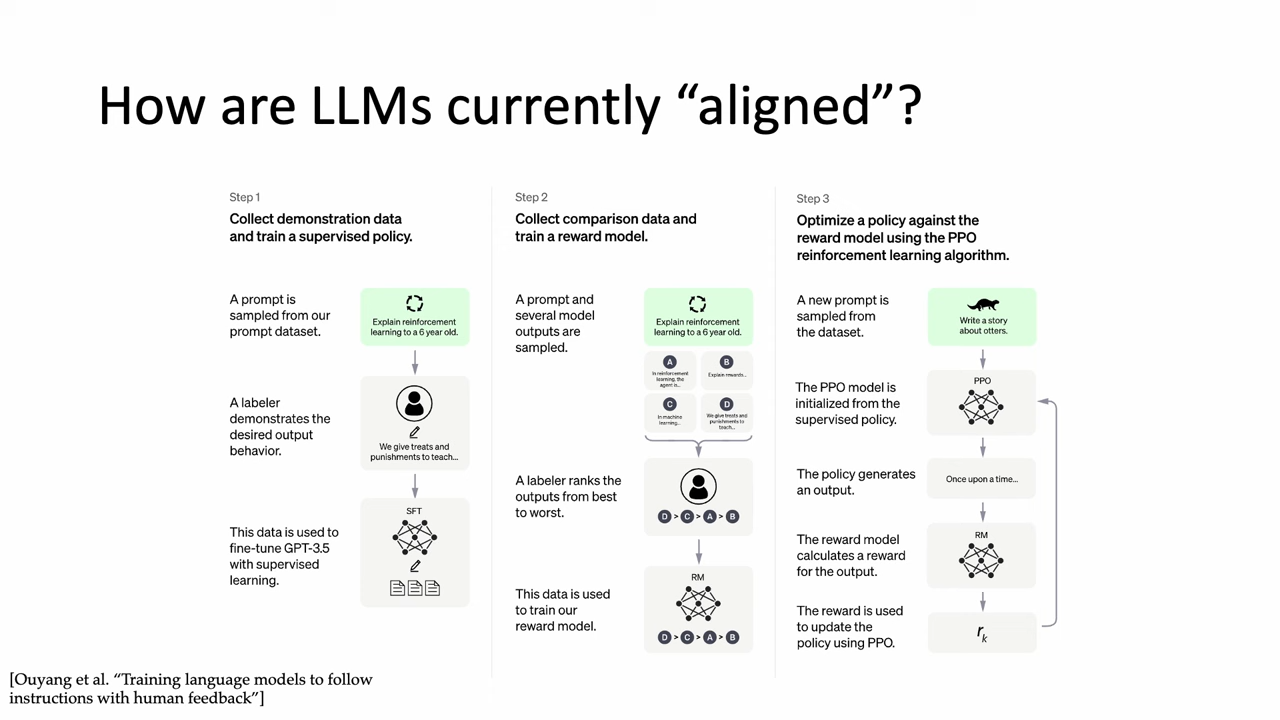 How are LLMs currently “aligned”?
Step 1
Collect demonstration data
and train a supervised policy.
A prompt is
sampled from our
prompt dataset.
Explain reinforcement
learning to a 6 year old.
A labeler
demonstrates the
desired output
behavior.
We give treats and
punishments to teach...
This data is used to
fine-tune GPT-3.5
with supervised
learning.
SFT
Step 2
Collect comparison data and
train a reward model.
A prompt and
several model
outputs are
sampled.
Explain reinforcement
learning to a 6 year old.
A
In reinforcement
learning, the
agent is...
B
Explain rewards...
C
In machine
learning...
D
We give treats and
punishments to
teach...
A labeler ranks the
outputs from best
to worst.
D > C > A > B
This data is used
to train our
reward model.
RM
D > C > A > B
Step 3
Optimize a policy against the
reward model using the PPO
reinforcement learning algorithm.
A new prompt is
sampled from
the dataset.
Write a story
about otters.
The PPO model is
initialized from the
supervised policy.
PPO
The policy generates
an output.
Once upon a time...
The reward model
calculates a reward
for the output.
RM
The reward is used
to update the
policy using PPO.
rₖ
[Ouyang et al. “Training language models to follow
instructions with human feedback”]